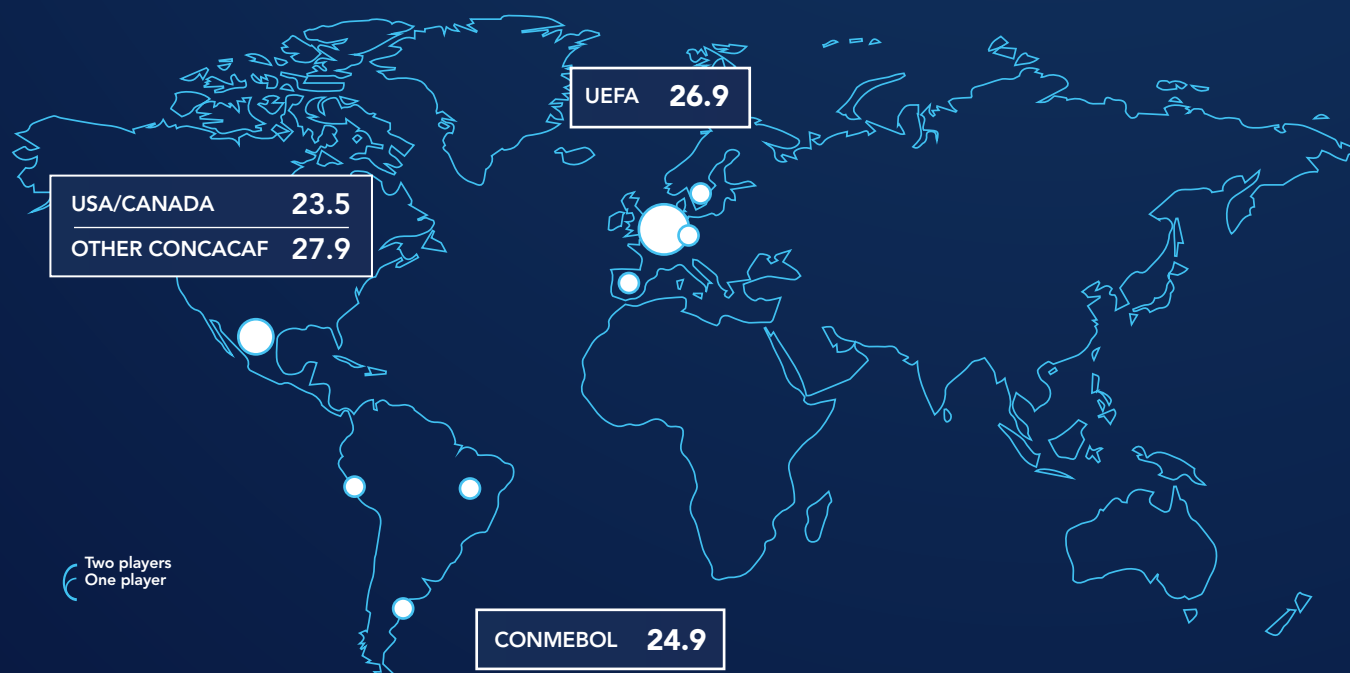 UEFA 26.9
USA/CANADA 23.5
OTHER CONCACAF 27.9
Two players
One player
CONMEBOL 24.9